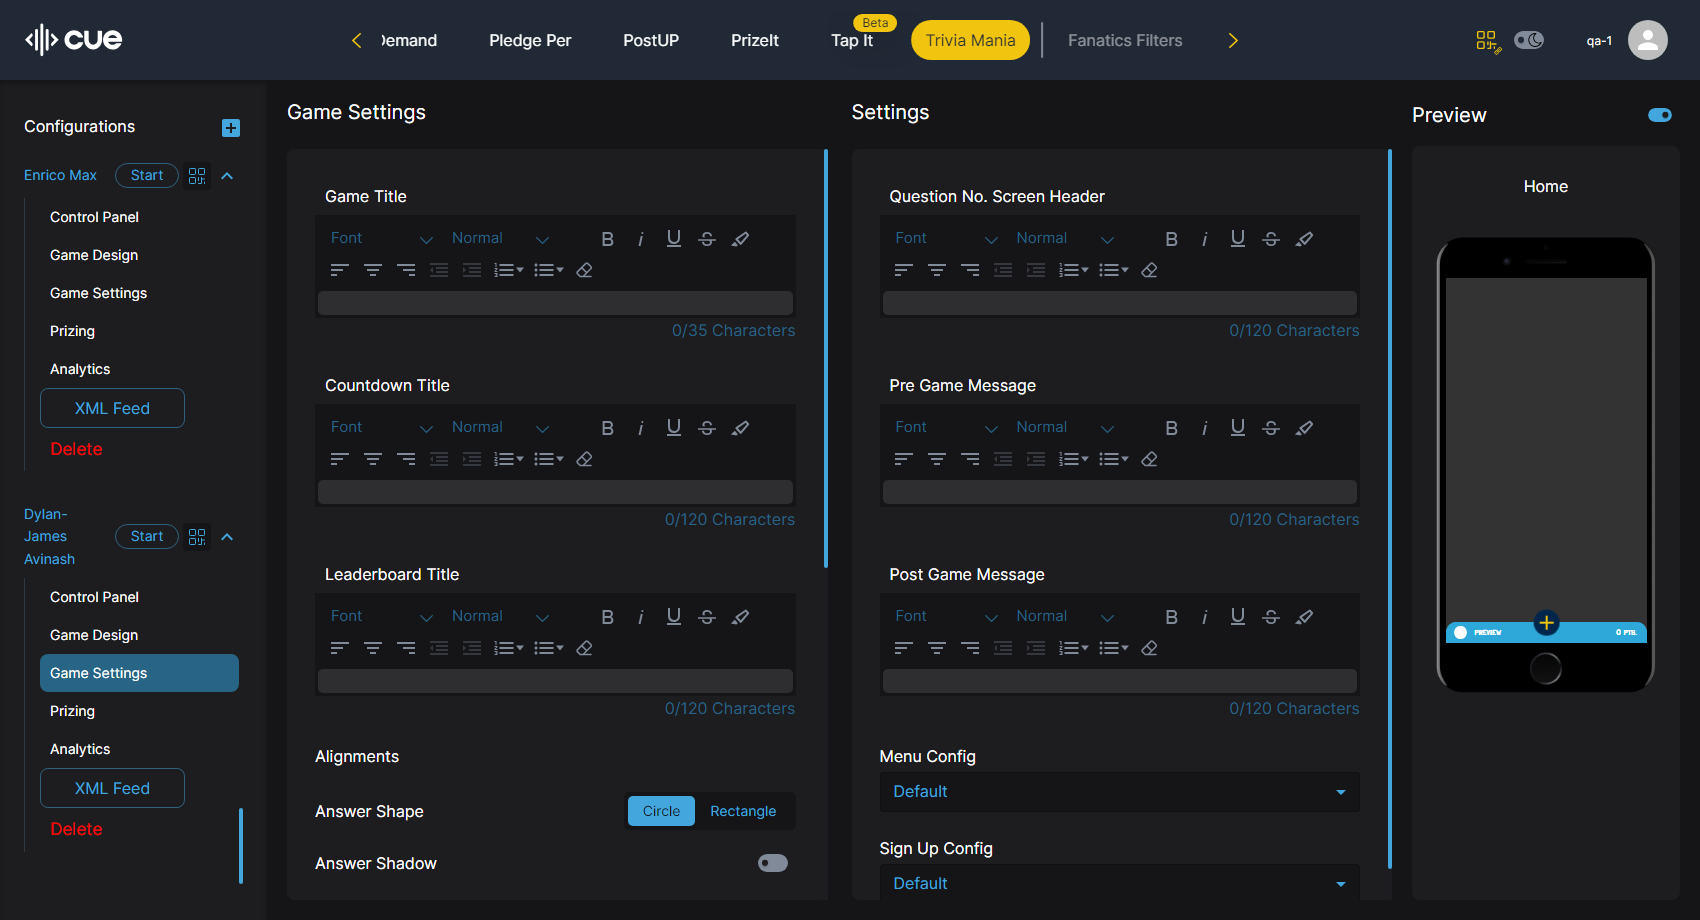 cue
Demand
Pledge Per
PostUP
PrizeIt
Tap It
Beta
Trivia Mania
Fanatics Filters
qa-1
Configurations
Enrico Max
Start
Control Panel
Game Design
Game Settings
Prizing
Analytics
XML Feed
Delete
Dylan-
James
Avinash
Start
Control Panel
Game Design
Game Settings
Prizing
Analytics
XML Feed
Delete
Game Settings
Game Title
Font Normal
0/35 Characters
Countdown Title
Font Normal
0/120 Characters
Leaderboard Title
Font Normal
0/120 Characters
Alignments
Answer Shape
Circle Rectangle
Answer Shadow
Settings
Question No. Screen Header
Font Normal
0/120 Characters
Pre Game Message
Font Normal
0/120 Characters
Post Game Message
Font Normal
0/120 Characters
Menu Config
Default
Sign Up Config
Default
Preview
Home
PREVIEW
0 PTS.